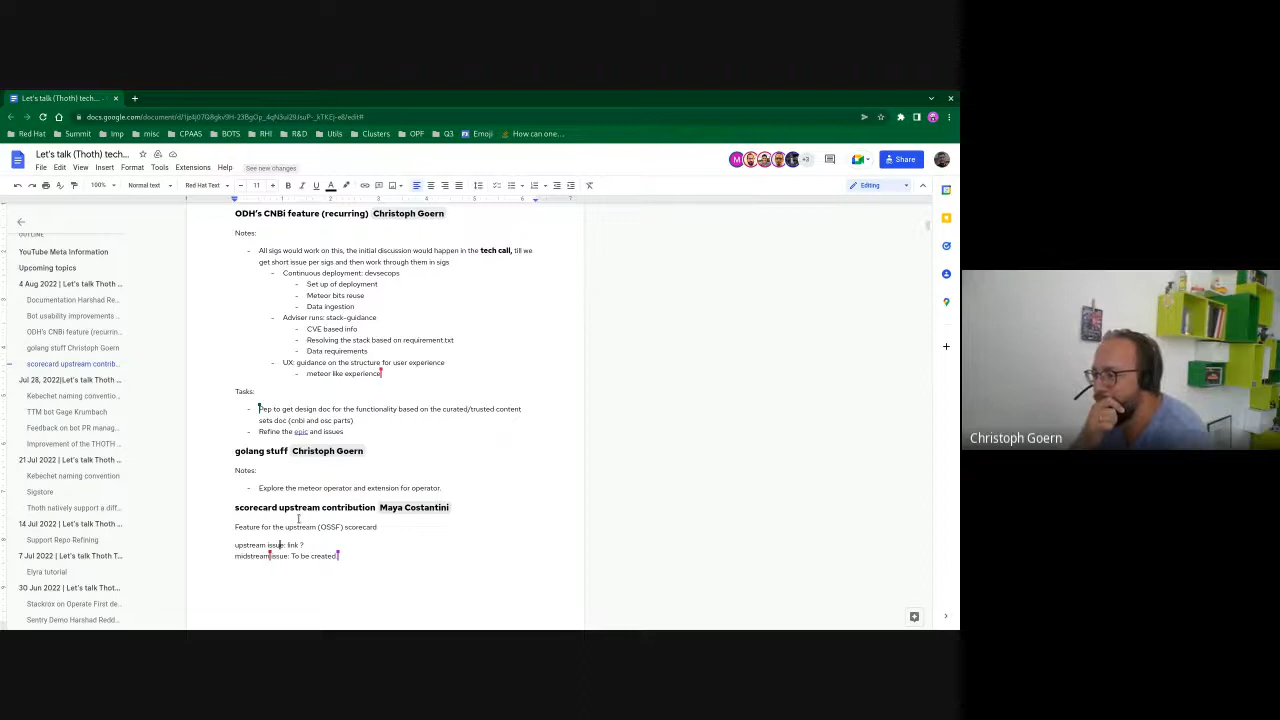 Let's talk (Thoth) tech...
docs.google.com/document/d/
Red Hat
Summit
Imp
misc
CPAAS
BOTS
RHI
R&D
Utils
Clusters
OPF
Q3
Emoji
How can one...
Let's talk (Thoth) tech...
File Edit View Insert Format Tools Extensions Help
See new changes
+3
Share
100%
Normal text
Red Hat Text
11
Editing
1 1 2 3 4 5 6 7
OUTLINE
YouTube Meta Information
Upcoming topics
4 Aug 2022 | Let's talk Thoth T...
Documentation Harshad Re...
Bot usability improvements...
ODH's CNBi feature (recurrin...
golang stuff Christoph Goern
scorecard upstream contrib...
Jul 28, 2022|Let's talk Thoth T...
Kebechet naming conventio...
TTM bot Gage Krumbach
Feedback on bot PR manag...
Improvement of the THOTH ...
21 Jul 2022 | Let's talk Thoth ...
Kebechet naming convention
Sigstore
Thoth natively support a diff...
14 Jul 2022 | Let's talk Thoth ...
Support Repo Refining
7 Jul 2022 | Let's talk Thoth T...
Elyra tutorial
30 Jun 2022 | Let's talk Thot...
Stackrox on Operate First de...
Sentry Demo Harshad Redd...
ODH's CNBi feature (recurring) Christoph Goern
Notes:
- All sigs would work on this, the initial discussion would happen in the tech call, till we
get short issue per sigs and then work through them in sigs
- Continuous deployment: devsecops
- Set up of deployment
- Meteor bits reuse
- Data ingestion
- Adviser runs: stack-guidance
- CVE based info
- Resolving the stack based on requirement.txt
- Data requirements
- UX: guidance on the structure for user experience
- meteor like experience
Tasks:
- Pep to get design doc for the functionality based on the curated/trusted content
sets doc (cnbi and osc parts)
- Refine the epic and issues
golang stuff Christoph Goern
Notes:
- Explore the meteor operator and extension for operator.
scorecard upstream contribution Maya Costantini
Feature for the upstream (OSSF) scorecard
upstream issue: link ?
midstream issue: To be created.
Christoph Goern